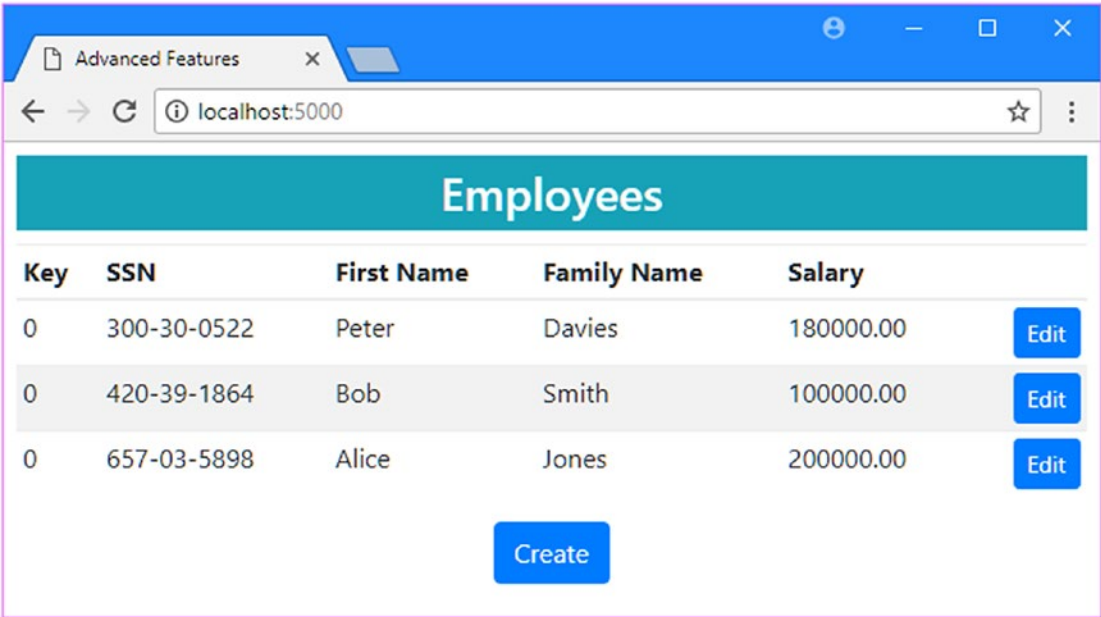 Advanced Features
localhost:5000
Employees
Key SSN First Name Family Name Salary
0 300-30-0522 Peter Davies 180000.00 Edit
0 420-39-1864 Bob Smith 100000.00 Edit
0 657-03-5898 Alice Jones 200000.00 Edit
Create